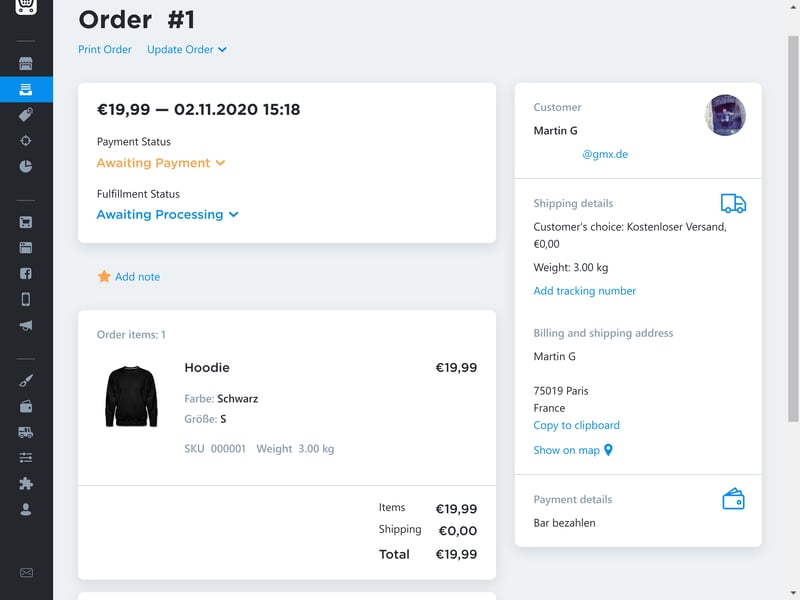 Order #1
Print Order Update Order
€19,99 — 02.11.2020 15:18
Payment Status
Awaiting Payment
Fulfillment Status
Awaiting Processing
Add note
Order items: 1
Hoodie €19,99
Farbe: Schwarz
Größe: S
SKU 000001 Weight 3.00 kg
Items €19,99
Shipping €0,00
Total €19,99
Customer
Martin G
@gmx.de
Shipping details
Customer's choice: Kostenloser Versand,
€0,00
Weight: 3.00 kg
Add tracking number
Billing and shipping address
Martin G
75019 Paris
France
Copy to clipboard
Show on map
Payment details
Bar bezahlen